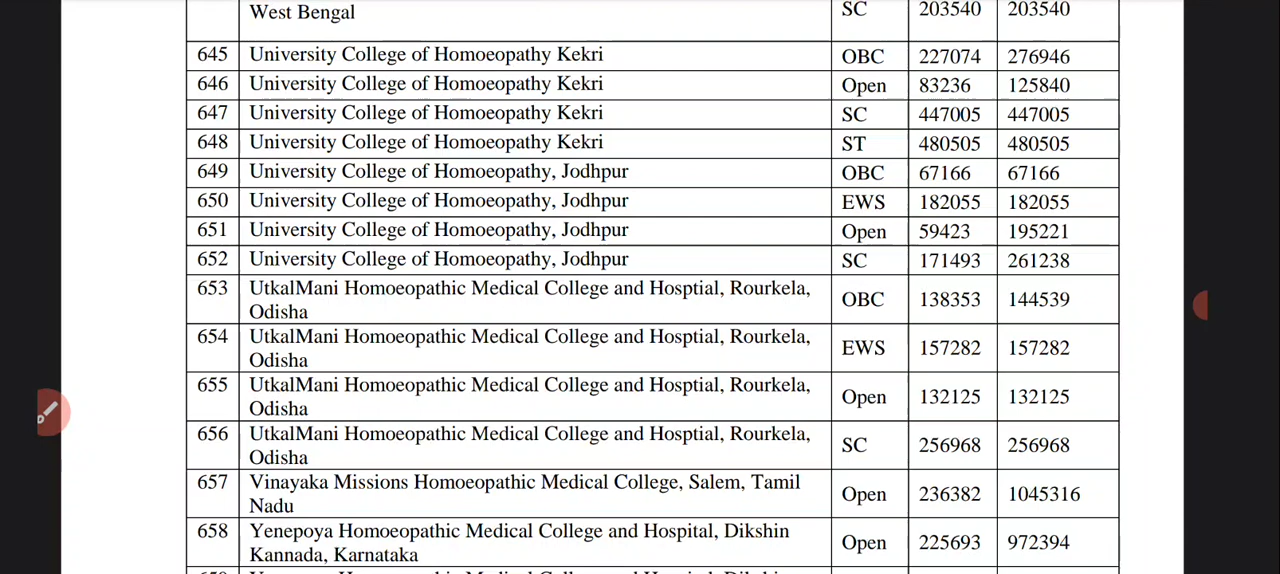 West Bengal SC 203540 203540
645 University College of Homoeopathy Kekri OBC 227074 276946
646 University College of Homoeopathy Kekri Open 83236 125840
647 University College of Homoeopathy Kekri SC 447005 447005
648 University College of Homoeopathy Kekri ST 480505 480505
649 University College of Homoeopathy, Jodhpur OBC 67166 67166
650 University College of Homoeopathy, Jodhpur EWS 182055 182055
651 University College of Homoeopathy, Jodhpur Open 59423 195221
652 University College of Homoeopathy, Jodhpur SC 171493 261238
653 UtkalMani Homoeopathic Medical College and Hosptial, Rourkela,
Odisha OBC 138353 144539
654 UtkalMani Homoeopathic Medical College and Hosptial, Rourkela,
Odisha EWS 157282 157282
655 UtkalMani Homoeopathic Medical College and Hosptial, Rourkela,
Odisha Open 132125 132125
656 UtkalMani Homoeopathic Medical College and Hosptial, Rourkela,
Odisha SC 256968 256968
657 Vinayaka Missions Homoeopathic Medical College, Salem, Tamil
Nadu Open 236382 1045316
658 Yenepoya Homoeopathic Medical College and Hospital, Dikshin
Kannada, Karnataka Open 225693 972394